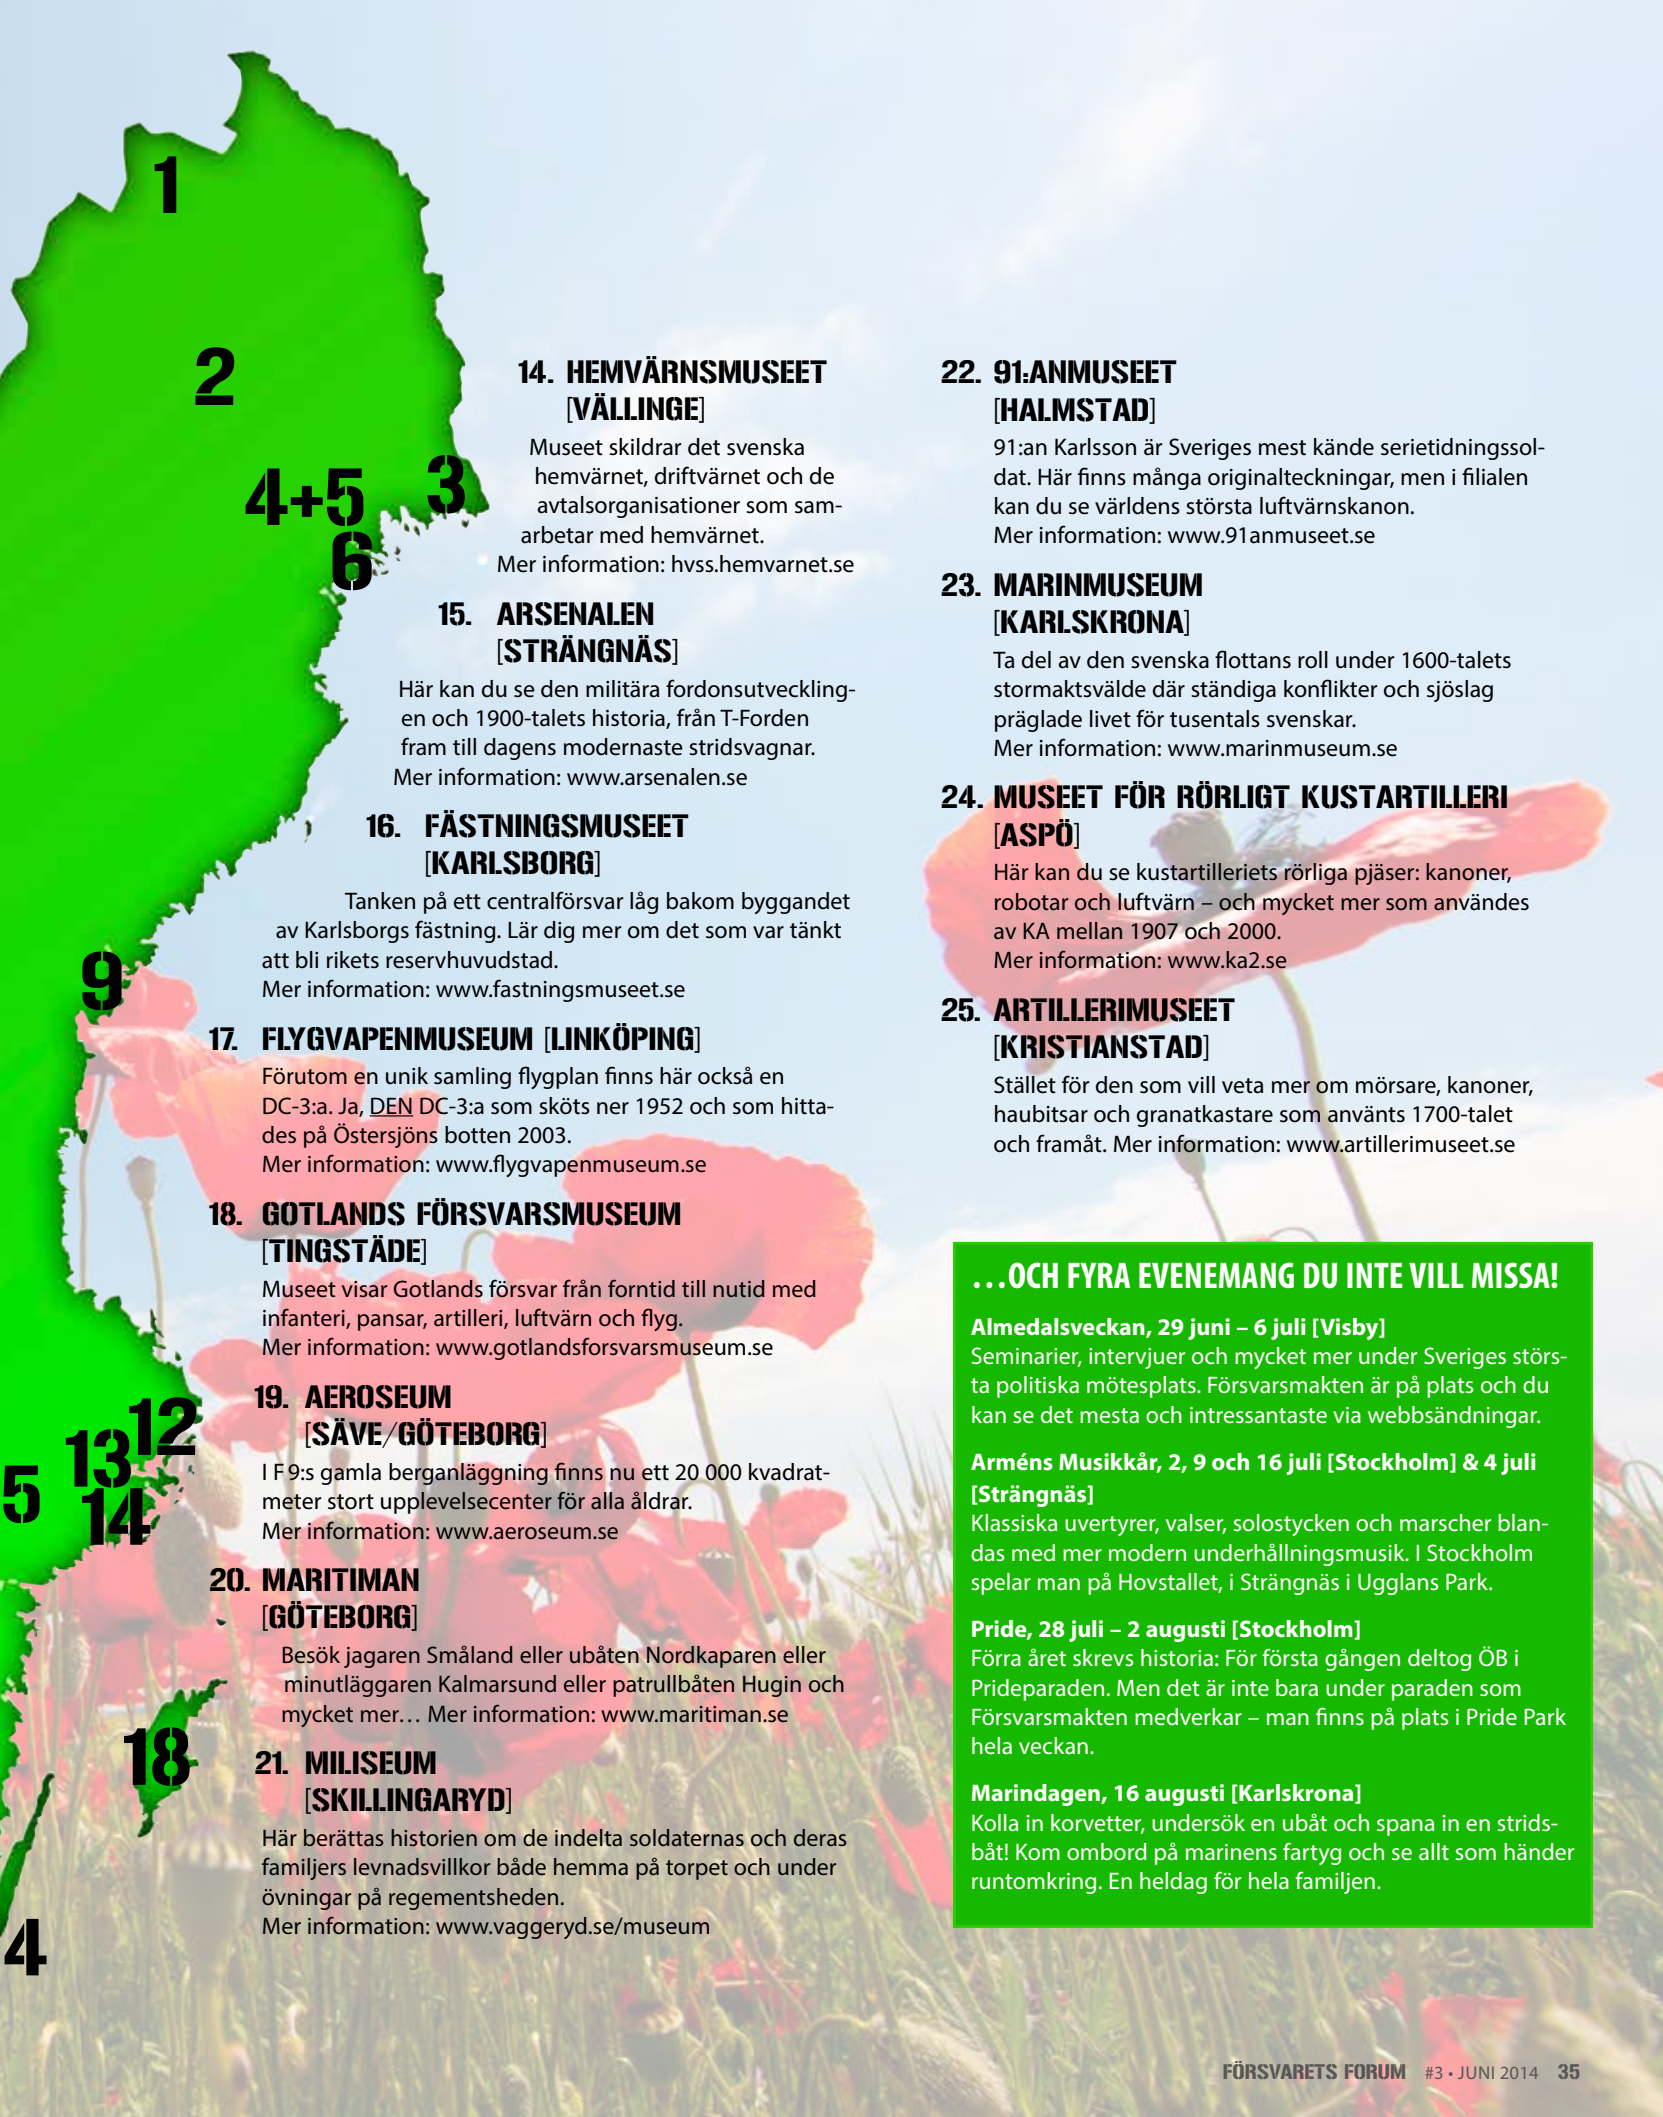 1
2
3
4+5
6
9
12
13
5
14
18
4
14. HEMVÄRNSMUSEET
[VÄLLINGE]
Museet skildrar det svenska
hemvärnet, driftvärnet och de
avtalsorganisationer som sam-
arbetar med hemvärnet.
Mer information: hvss.hemvarnet.se
15. ARSENALEN
[STRÄNGNÄS]
Här kan du se den militära fordonsutveckling-
en och 1900-talets historia, från T-Forden
fram till dagens modernaste stridsvagnar.
Mer information: www.arsenalen.se
16. FÄSTNINGSMUSEET
[KARLSBORG]
Tanken på ett centralförsvar låg bakom byggandet
av Karlsborgs fästning. Lär dig mer om det som var tänkt
att bli rikets reservhuvudstad.
Mer information: www.fastningsmuseet.se
17. FLYGVAPENMUSEUM [LINKÖPING]
Förutom en unik samling flygplan finns här också en
DC-3:a. Ja, DEN DC-3:a som sköts ner 1952 och som hitta-
des på Östersjöns botten 2003.
Mer information: www.flygvapenmuseum.se
18. GOTLANDS FÖRSVARSMUSEUM
[TINGSTÄDE]
Museet visar Gotlands försvar från forntid till nutid med
infanteri, pansar, artilleri, luftvärn och flyg.
Mer information: www.gotlandsforsvarsmuseum.se
19. AEROSEUM
[SÄVE/GÖTEBORG]
I F 9:s gamla berganläggning finns nu ett 20 000 kvadrat-
meter stort upplevelsecenter för alla åldrar.
Mer information: www.aeroseum.se
20. MARITIMAN
[GÖTEBORG]
Besök jagaren Småland eller ubåten Nordkaparen eller
minutläggaren Kalmarsund eller patrullbåten Hugin och
mycket mer… Mer information: www.maritiman.se
21. MILISEUM
[SKILLINGARYD]
Här berättas historien om de indelta soldaternas och deras
familjers levnadsvillkor både hemma på torpet och under
övningar på regementsheden.
Mer information: www.vaggeryd.se/museum
22. 91:ANMUSEET
[HALMSTAD]
91:an Karlsson är Sveriges mest kände serietidningssol-
dat. Här finns många originalteckningar, men i filialen
kan du se världens största luftvärnskanon.
Mer information: www.91anmuseet.se
23. MARINMUSEUM
[KARLSKRONA]
Ta del av den svenska flottans roll under 1600-talets
stormaktsvälde där ständiga konflikter och sjöslag
präglade livet för tusentals svenskar.
Mer information: www.marinmuseum.se
24. MUSEET FÖR RÖRLIGT KUSTARTILLERI
[ASPÖ]
Här kan du se kustartilleriets rörliga pjäser: kanoner,
robotar och luftvärn – och mycket mer som användes
av KA mellan 1907 och 2000.
Mer information: www.ka2.se
25. ARTILLERIMUSEET
[KRISTIANSTAD]
Stället för den som vill veta mer om mörsare, kanoner,
haubitsar och granatkastare som använts 1700-talet
och framåt. Mer information: www.artillerimuseet.se
…OCH FYRA EVENEMANG DU INTE VILL MISSA!
Almedalsveckan, 29 juni – 6 juli [Visby]
Seminarier, intervjuer och mycket mer under Sveriges störs-
ta politiska mötesplats. Försvarsmakten är på plats och du
kan se det mesta och intressantaste via webbsändningar.
Arméns Musikkår, 2, 9 och 16 juli [Stockholm] & 4 juli
[Strängnäs]
Klassiska uvertyrer, valser, solostycken och marscher blan-
das med mer modern underhållningsmusik. I Stockholm
spelar man på Hovstallet, i Strängnäs i Ugglans Park.
Pride, 28 juli – 2 augusti [Stockholm]
Förra året skrevs historia: För första gången deltog ÖB i
Prideparaden. Men det är inte bara under paraden som
Försvarsmakten medverkar – man finns på plats i Pride Park
hela veckan.
Marindagen, 16 augusti [Karlskrona]
Kolla in korvetter, undersök en ubåt och spana in en strids-
båt! Kom ombord på marinens fartyg och se allt som händer
runtomkring. En heldag för hela familjen.
FÖRSVARETS FORUM #3 • JUNI 2014 35